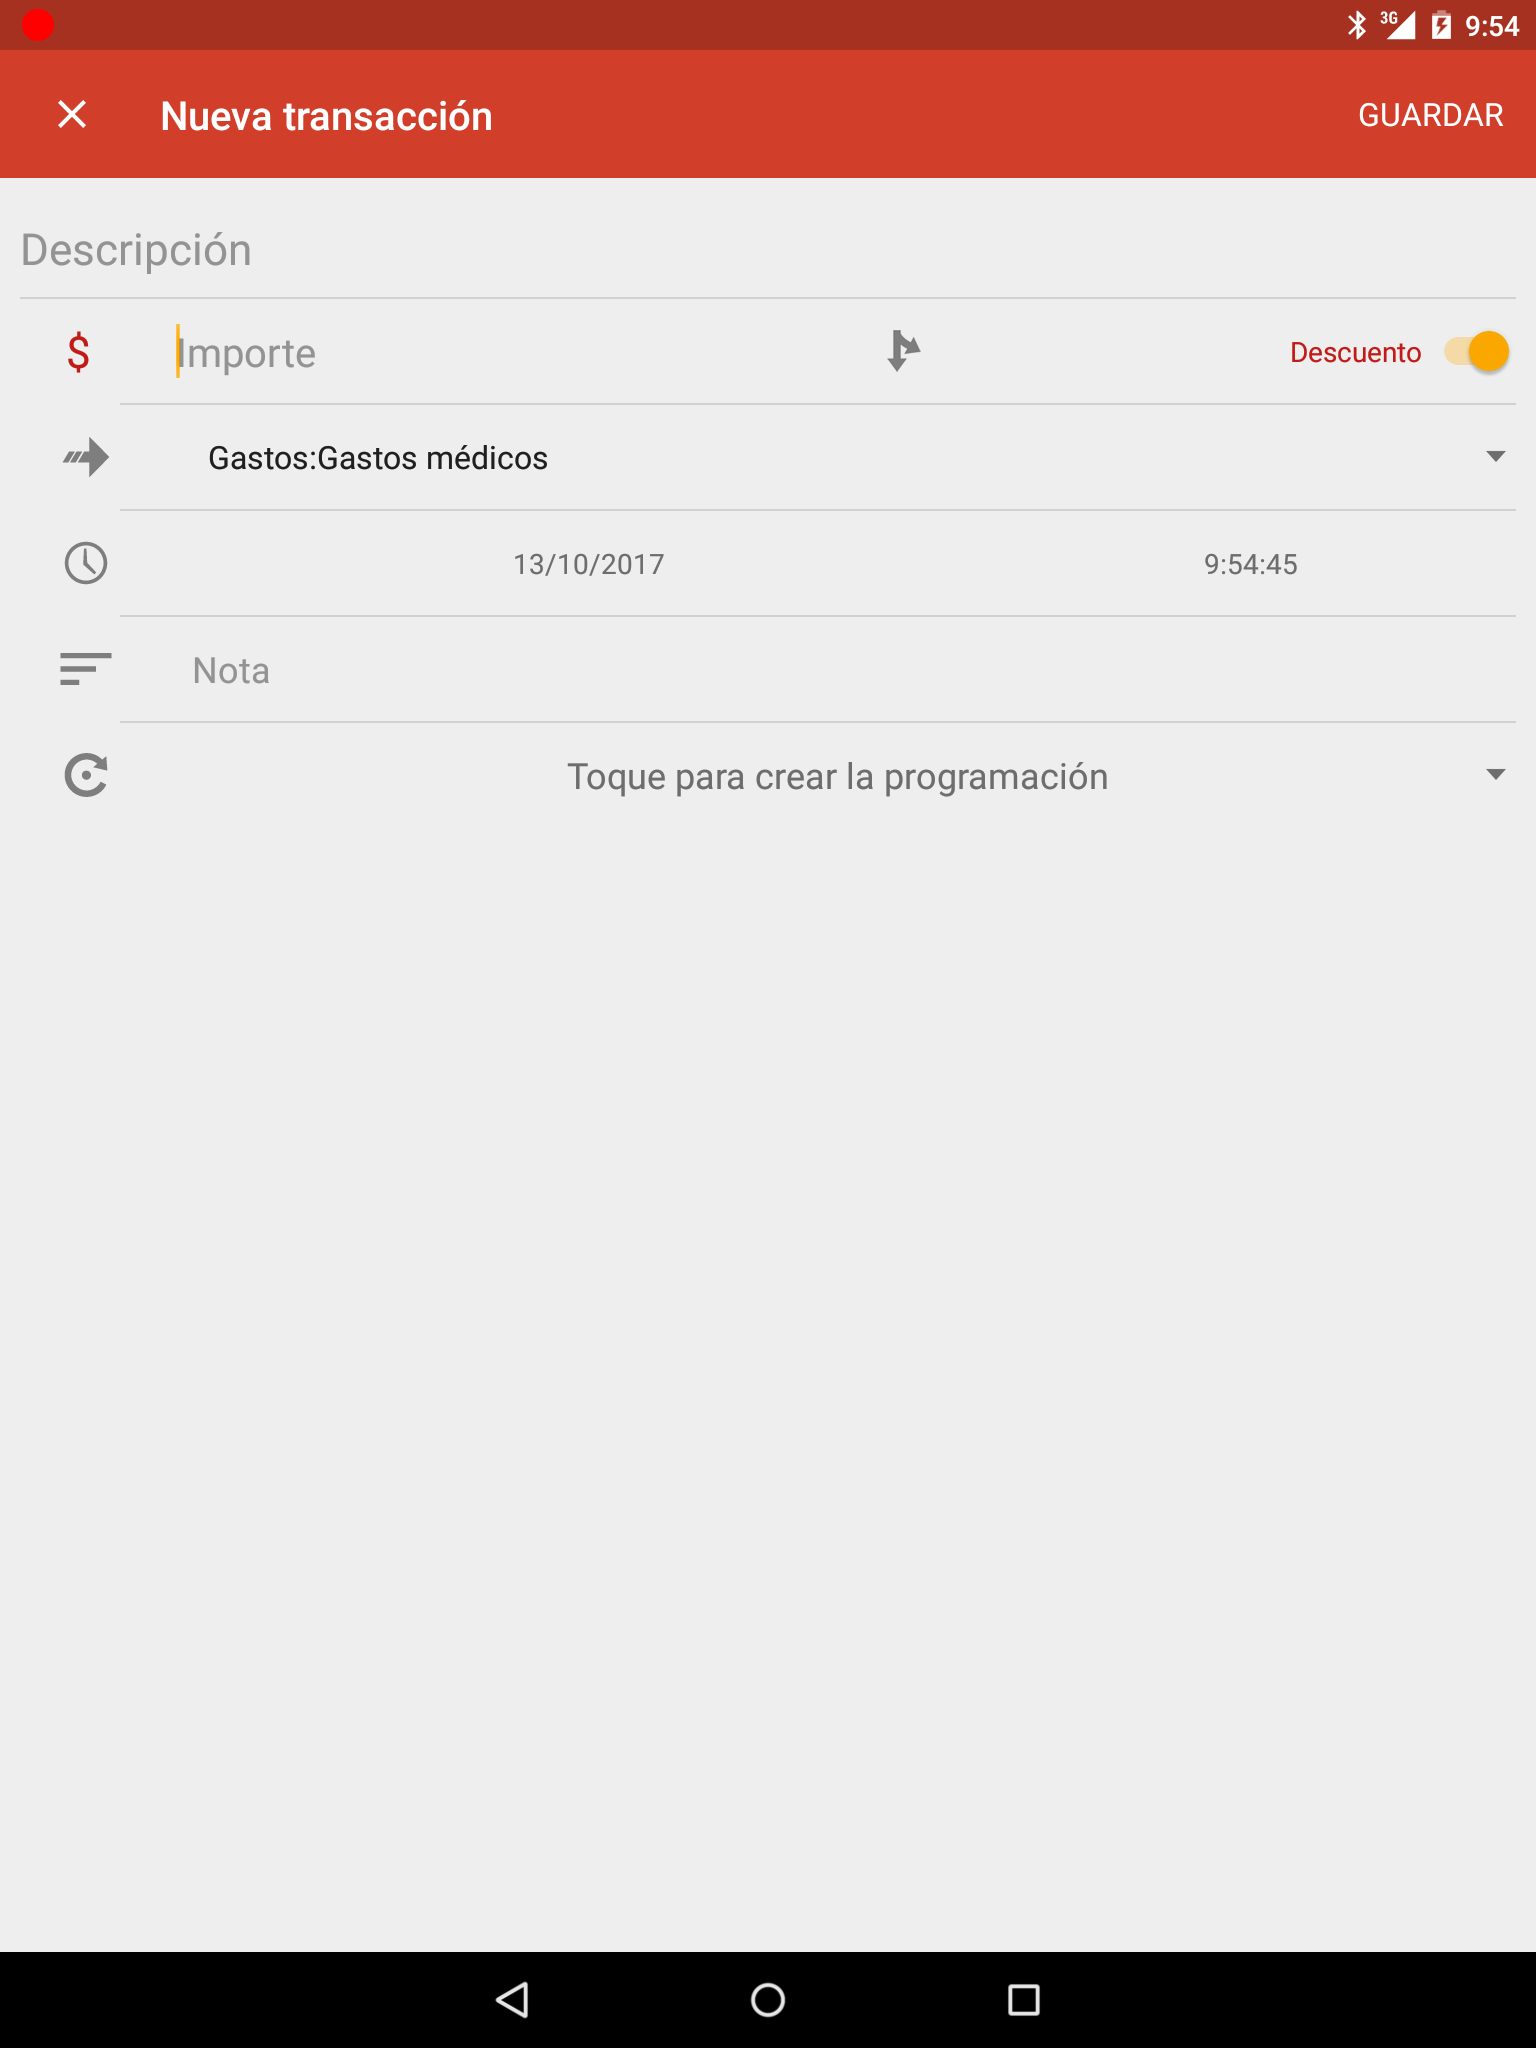 3G 9:54
Nueva transacción GUARDAR
Descripción
$ Importe Descuento
Gastos:Gastos médicos
13/10/2017 9:54:45
Nota
Toque para crear la programación